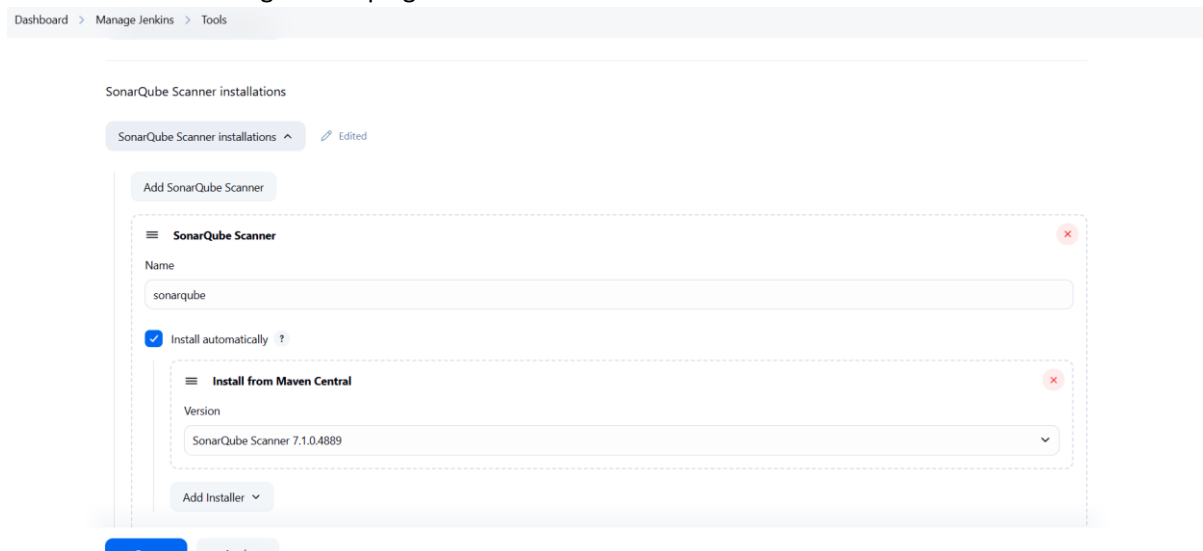 Dashboard > Manage Jenkins > Tools
SonarQube Scanner installations
SonarQube Scanner installations Edited
Add SonarQube Scanner
SonarQube Scanner
Name
sonarqube
Install automatically ?
Install from Maven Central
Version
SonarQube Scanner 7.1.0.4889
Add Installer